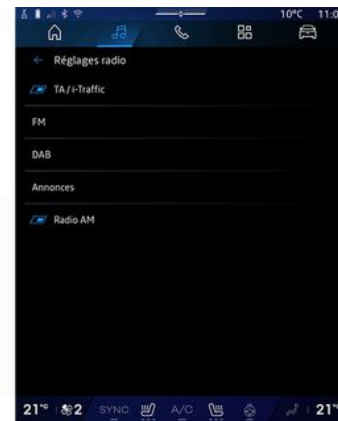 10°C 11:0
Réglages radio
TA / i-Traffic
FM
DAB
Annonces
Radio AM
21°C 2 SYNC A/C 21°